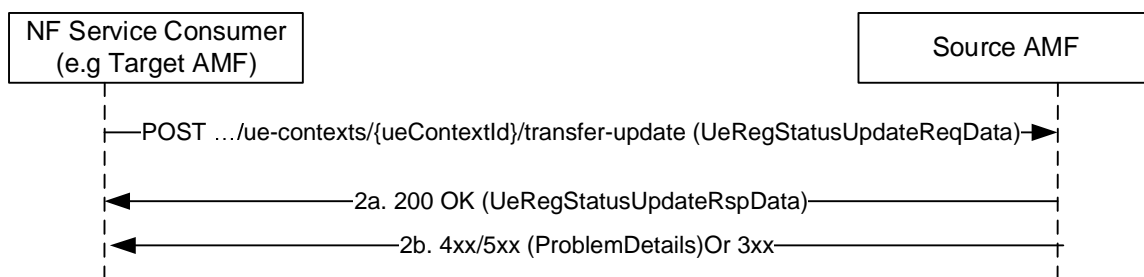 NF Service Consumer
(e.g Target AMF)
Source AMF
POST …/ue-contexts/{ueContextId}/transfer-update (UeRegStatusUpdateReqData)
2a. 200 OK (UeRegStatusUpdateRspData)
2b. 4xx/5xx (ProblemDetails)Or 3xx